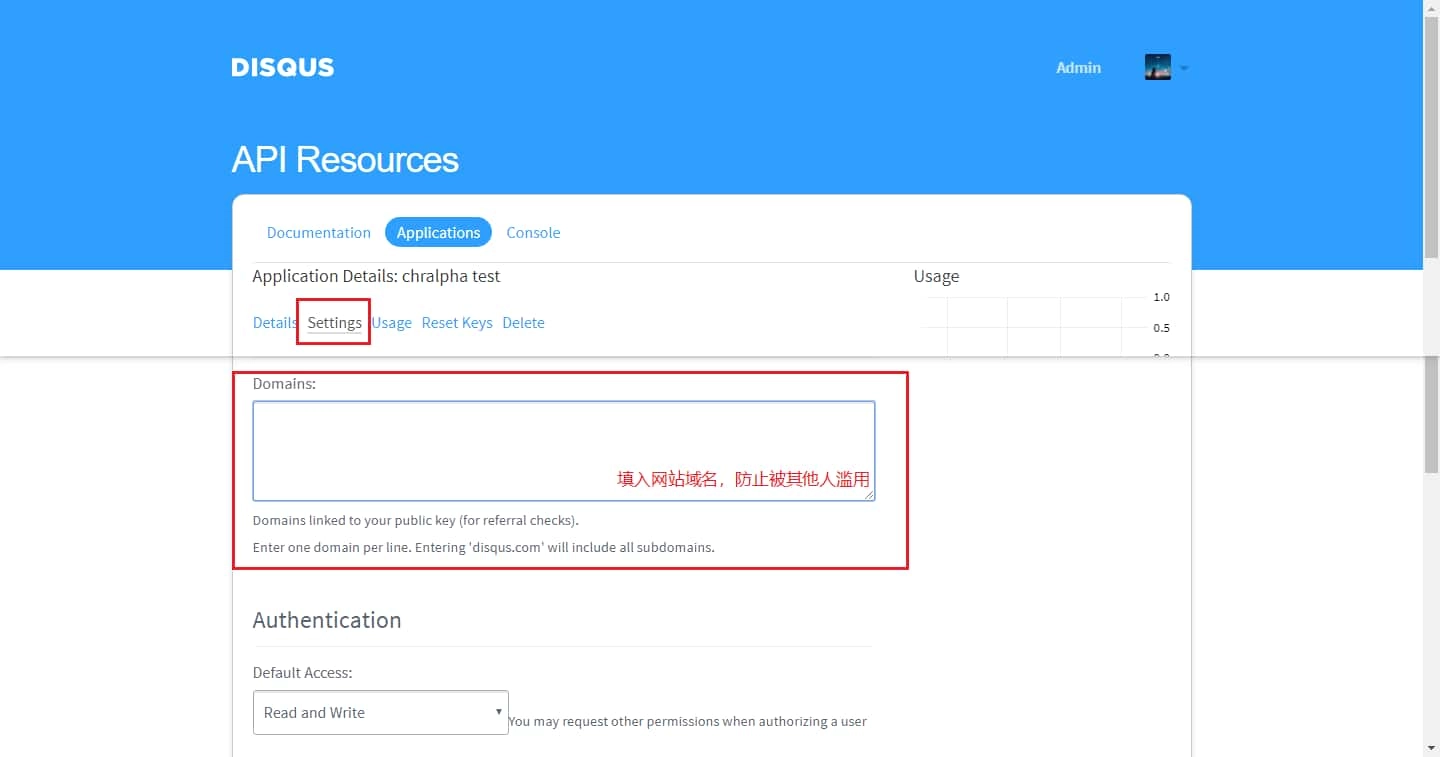 DISQUS
Admin
API Resources
Documentation Applications Console
Application Details: chralpha test
Usage
1.0
0.5
Details Settings Usage Reset Keys Delete
Domains:
填入网站域名，防止被其他人滥用
Domains linked to your public key (for referral checks).
Enter one domain per line. Entering 'disqus.com' will include all subdomains.
Authentication
Default Access:
Read and Write
You may request other permissions when authorizing a user